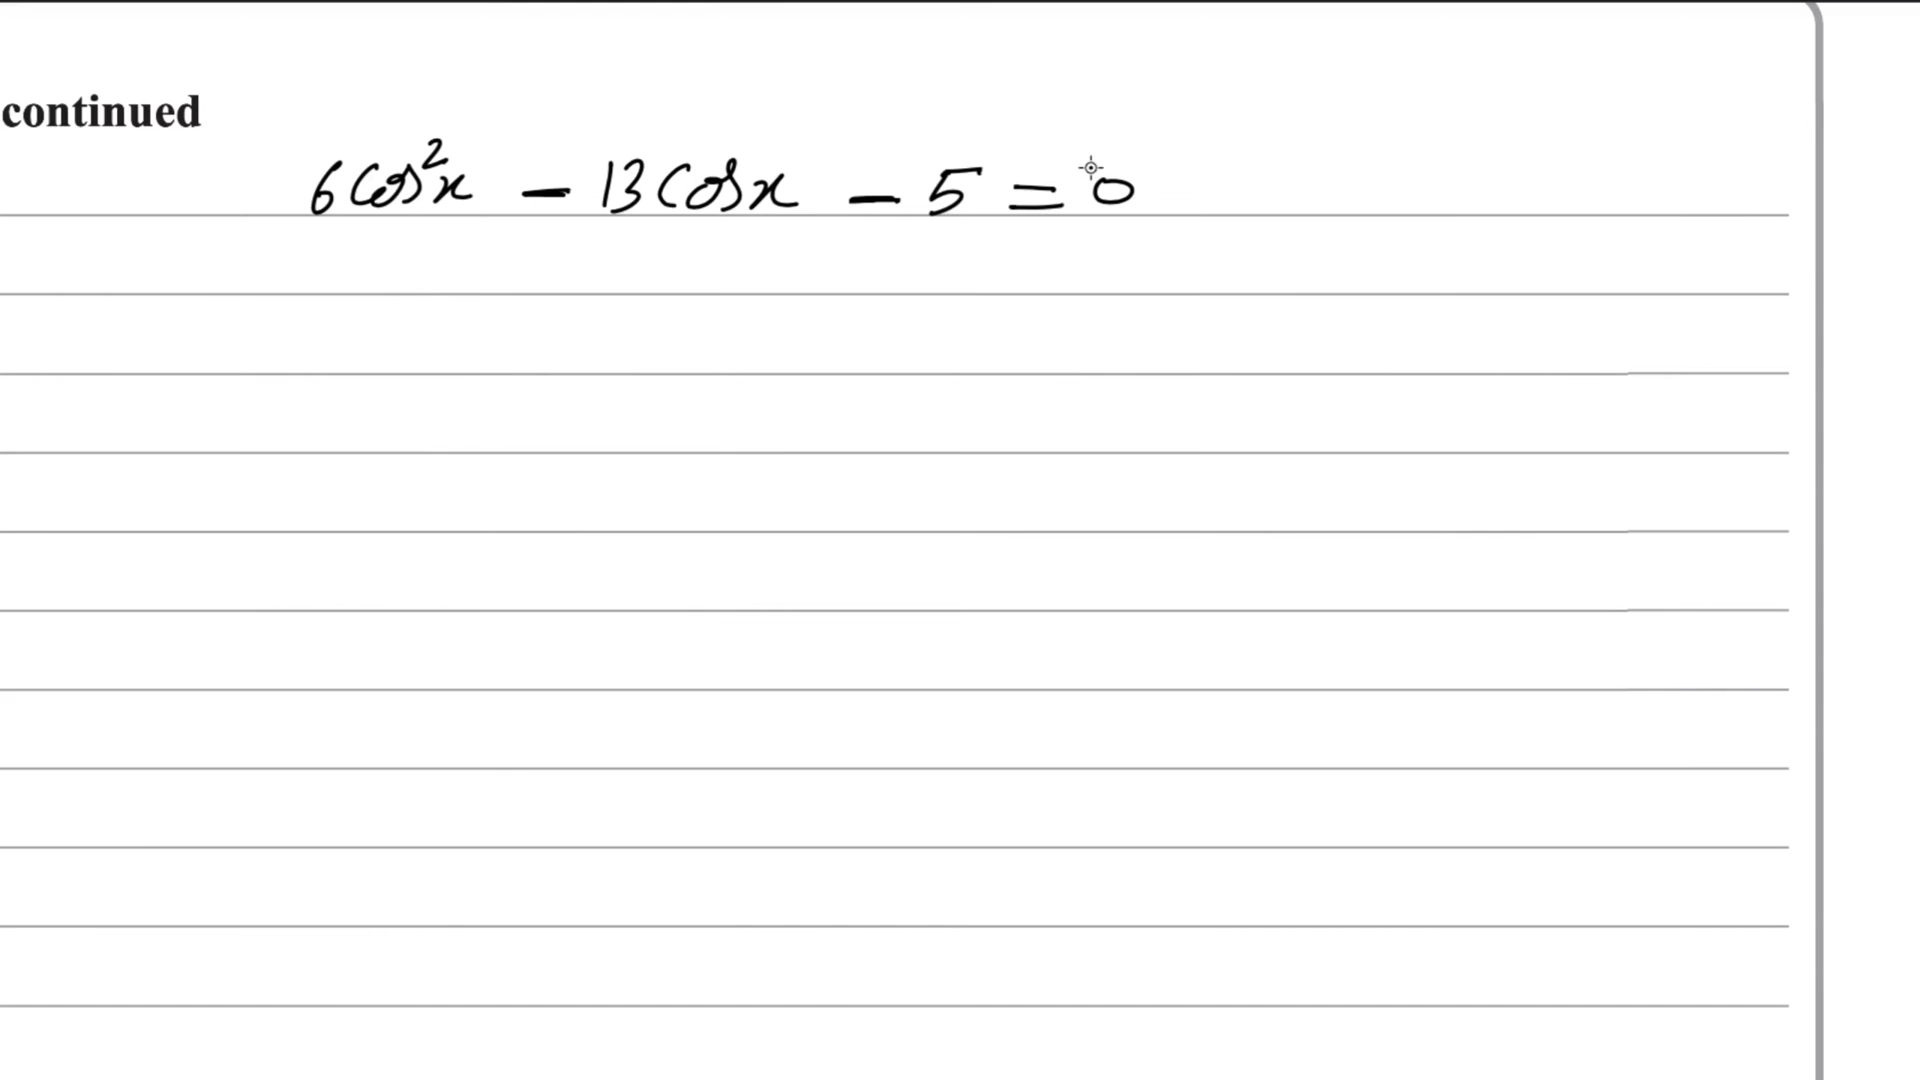 continued
6Cos²x − 13Cosx − 5 = 0